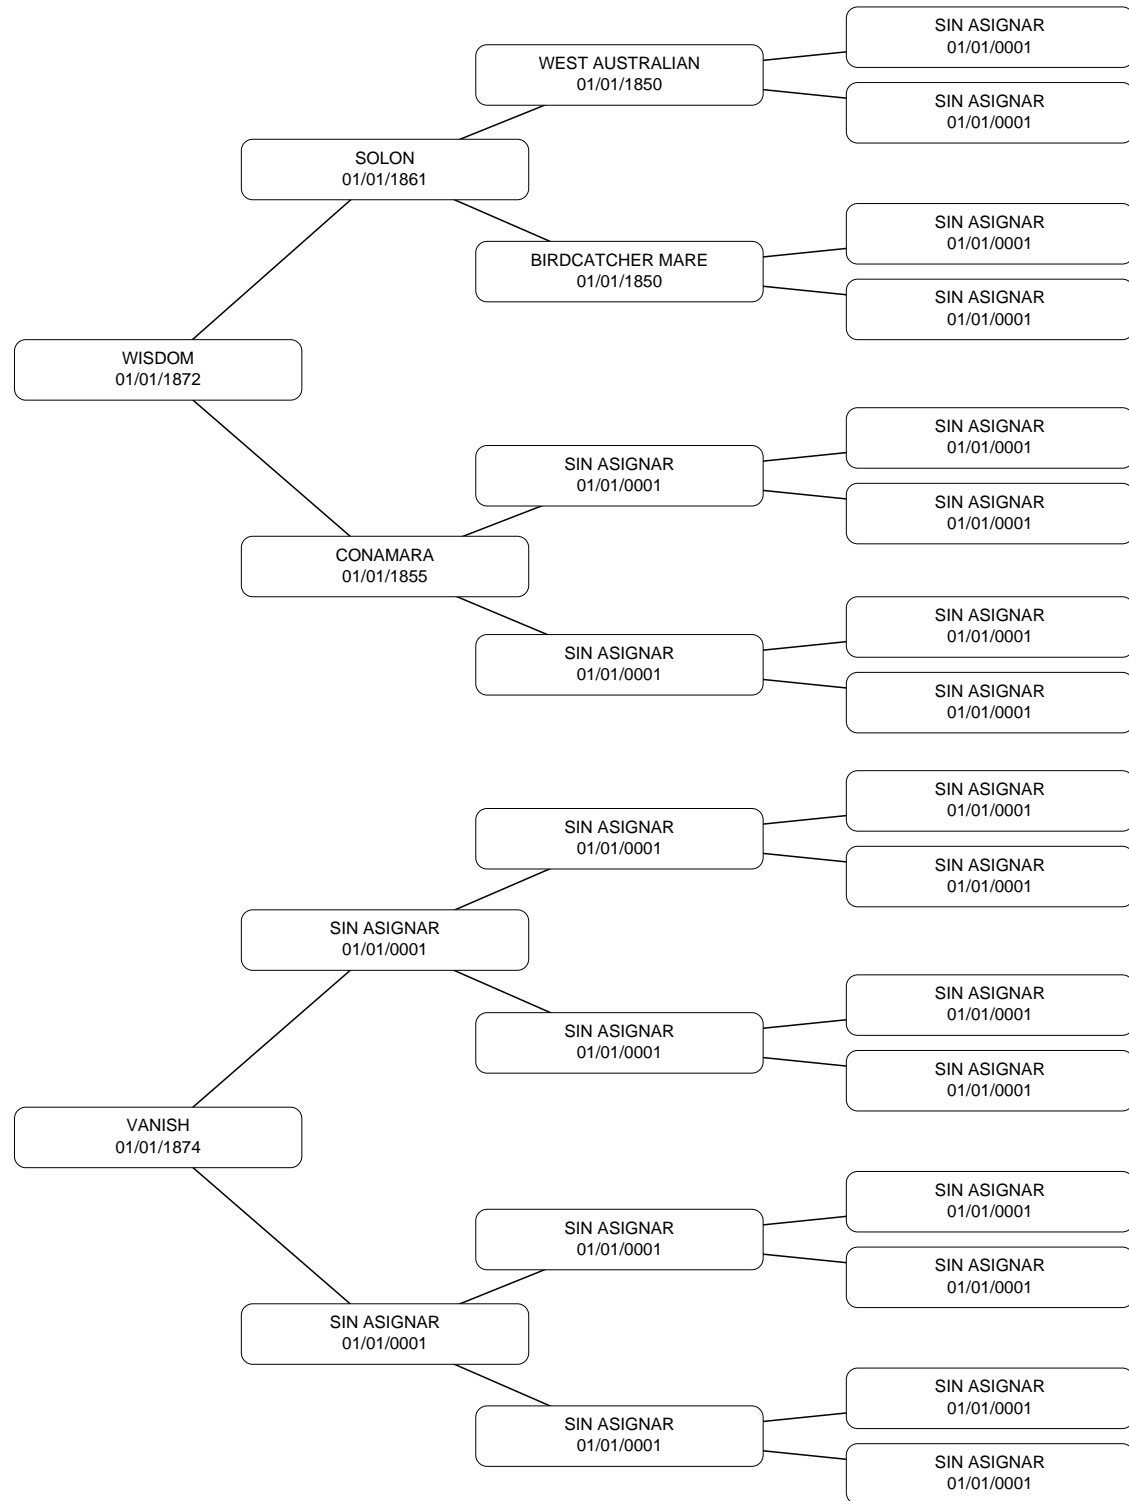 SIN ASIGNAR
01/01/0001
WEST AUSTRALIAN
01/01/1850
SIN ASIGNAR
01/01/0001
SOLON
01/01/1861
SIN ASIGNAR
01/01/0001
BIRDCATCHER MARE
01/01/1850
SIN ASIGNAR
01/01/0001
WISDOM
01/01/1872
SIN ASIGNAR
01/01/0001
SIN ASIGNAR
01/01/0001
SIN ASIGNAR
01/01/0001
CONAMARA
01/01/1855
SIN ASIGNAR
01/01/0001
SIN ASIGNAR
01/01/0001
SIN ASIGNAR
01/01/0001
SIN ASIGNAR
01/01/0001
SIN ASIGNAR
01/01/0001
SIN ASIGNAR
01/01/0001
SIN ASIGNAR
01/01/0001
SIN ASIGNAR
01/01/0001
SIN ASIGNAR
01/01/0001
SIN ASIGNAR
01/01/0001
VANISH
01/01/1874
SIN ASIGNAR
01/01/0001
SIN ASIGNAR
01/01/0001
SIN ASIGNAR
01/01/0001
SIN ASIGNAR
01/01/0001
SIN ASIGNAR
01/01/0001
SIN ASIGNAR
01/01/0001
SIN ASIGNAR
01/01/0001